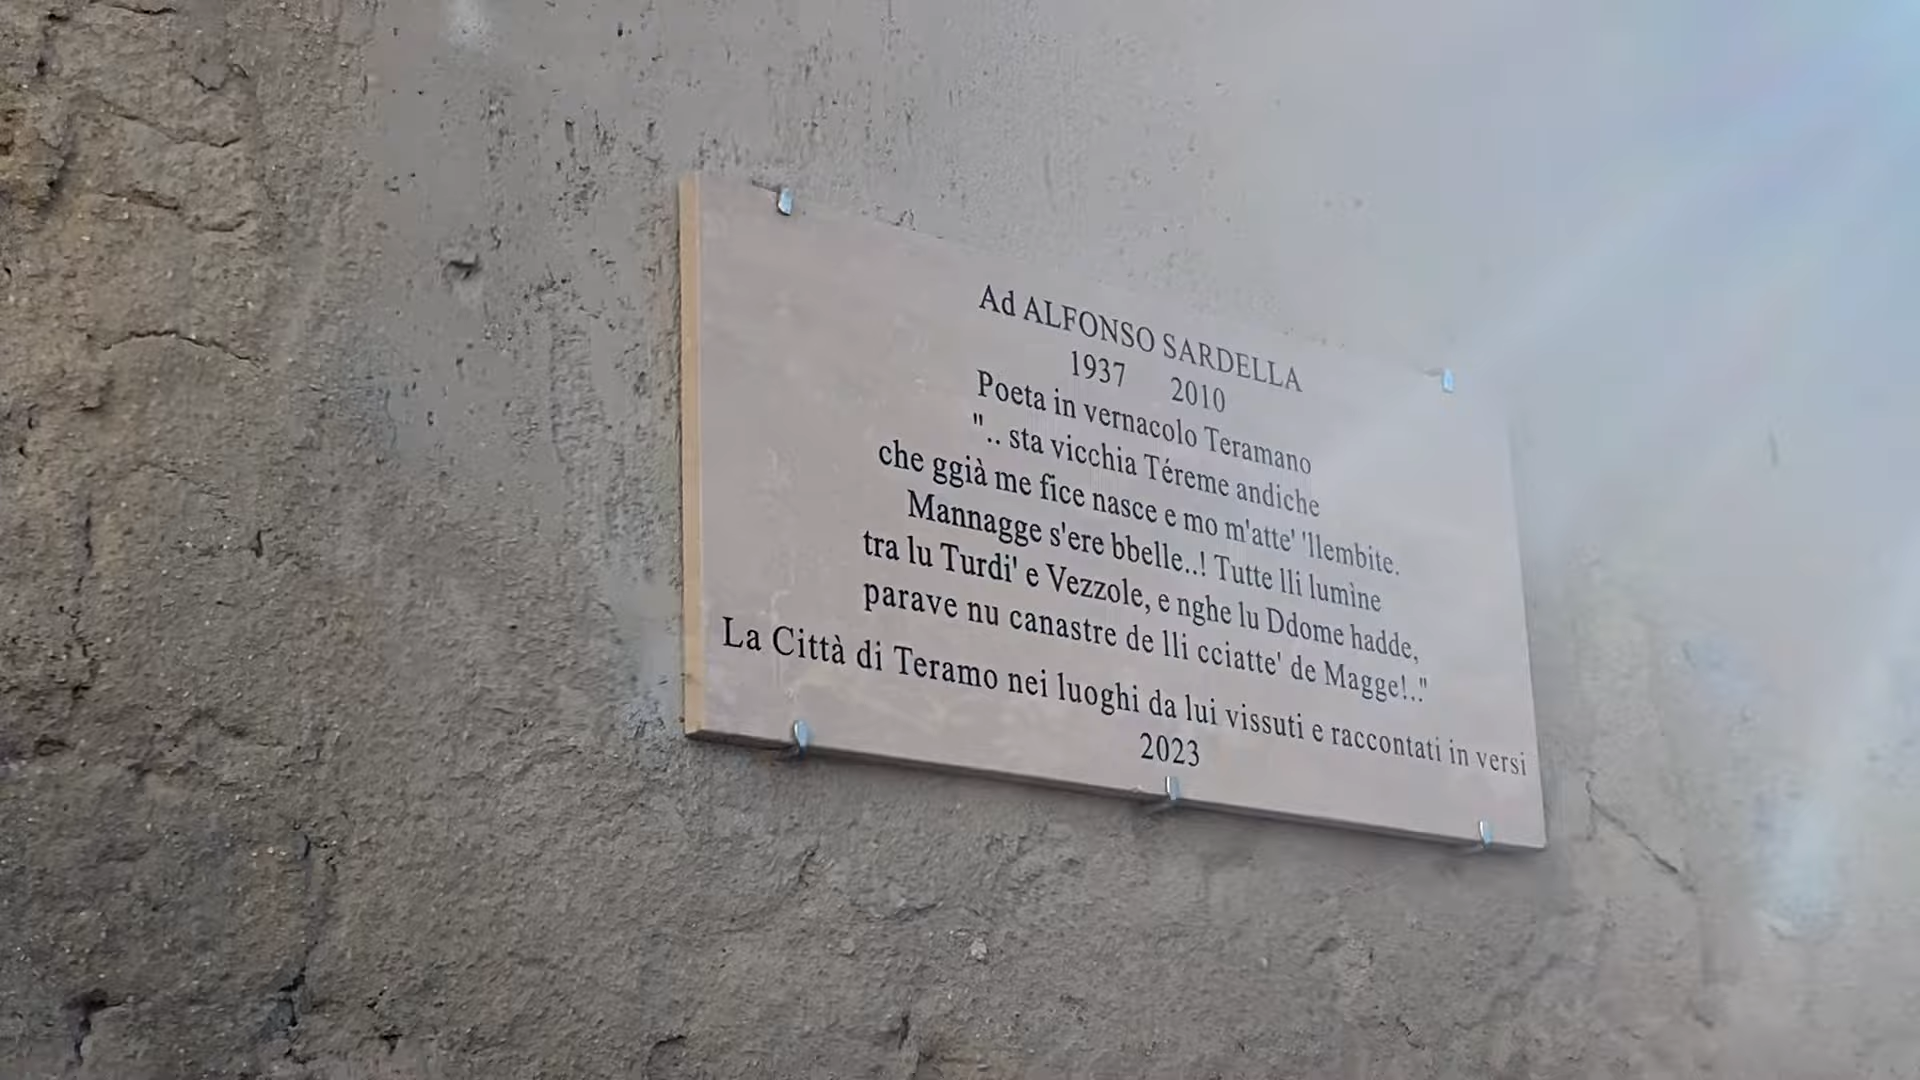 Ad ALFONSO SARDELLA
1937 2010
Poeta in vernacolo Teramano
".. sta vicchia Téreme andiche
che ggià me fice nasce e mo m'atte' 'llembite.
Mannagge s'ere bbelle..! Tutte lli lumìne
tra lu Turdi' e Vezzole, e nghe lu Ddome hadde,
parave nu canastre de lli cciatte' de Magge!.."
La Città di Teramo nei luoghi da lui vissuti e raccontati in versi
2023